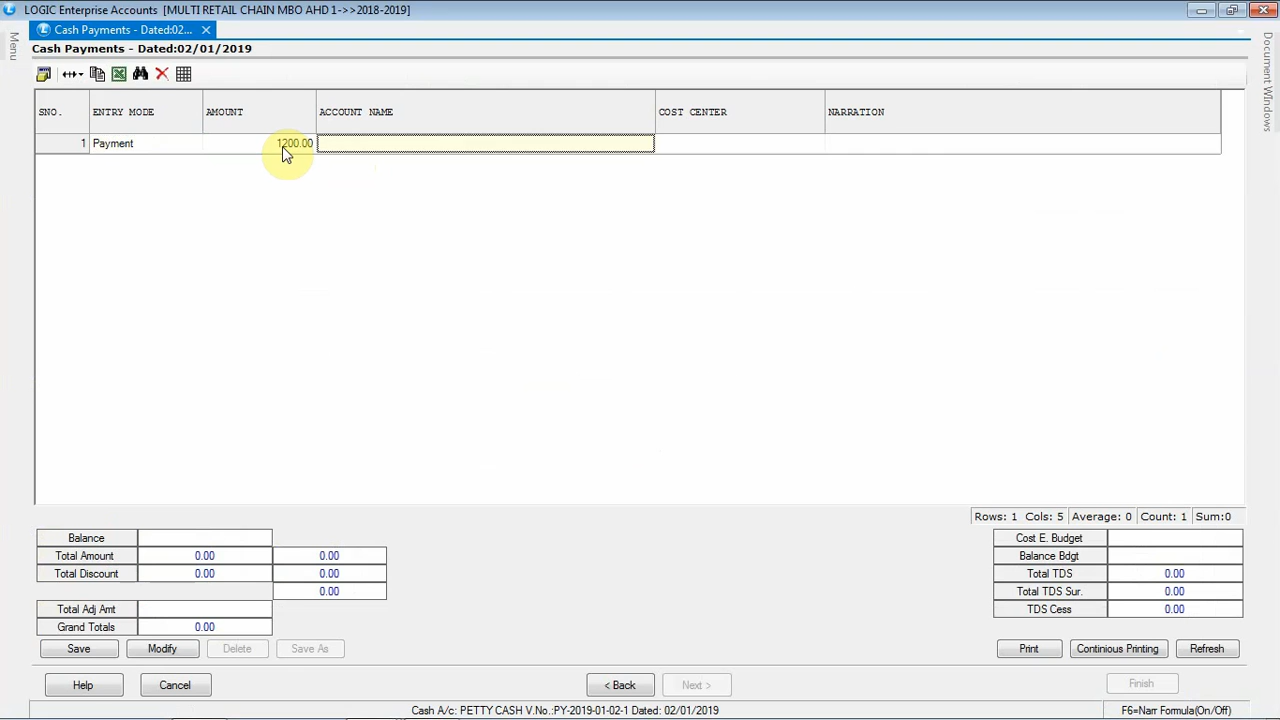 LOGIC Enterprise Accounts [MULTI RETAIL CHAIN MBO AHD 1->>2018-2019]
Menu
Cash Payments - Dated:02...
Document Windows
Cash Payments - Dated:02/01/2019
SNO. ENTRY MODE AMOUNT ACCOUNT NAME COST CENTER NARRATION
1 Payment 1200.00
Rows: 1 Cols: 5 Average: 0 Count: 1 Sum:0
Balance Cost E. Budget
Total Amount 0.00 0.00 Balance Bdgt
Total Discount 0.00 0.00 Total TDS 0.00
0.00 Total TDS Sur. 0.00
Total Adj Amt TDS Cess 0.00
Grand Totals 0.00
Save Modify Delete Save As Print Continious Printing Refresh
Help Cancel < Back Next > Finish
Cash A/c: PETTY CASH V.No.:PY-2019-01-02-1 Dated: 02/01/2019 F6=Narr Formula(On/Off)